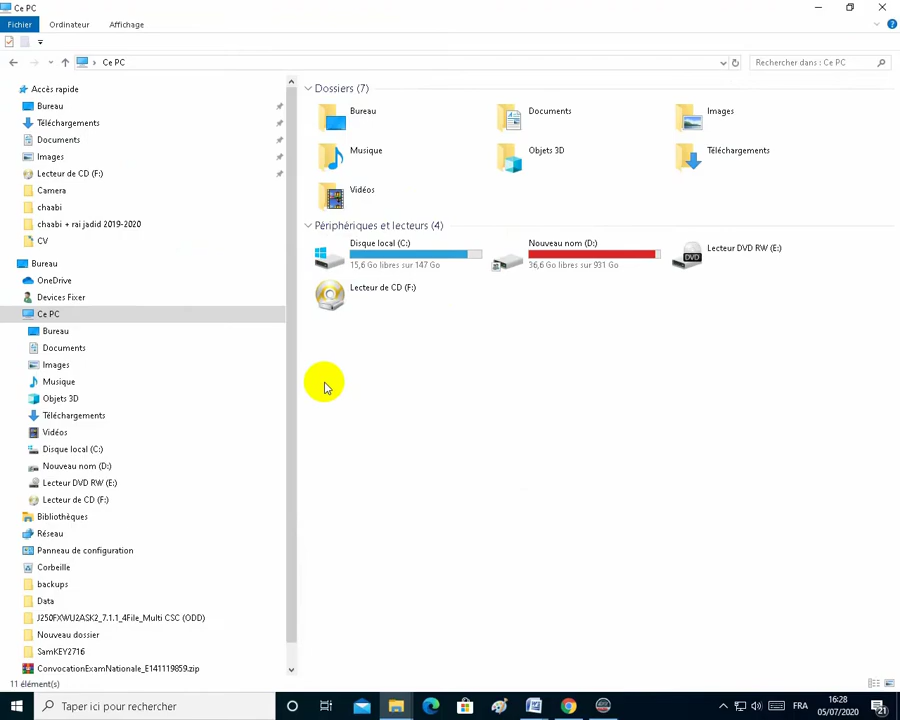 Ce PC
Fichier
Ordinateur
Affichage
Ce PC
Rechercher dans : Ce PC
Accès rapide
Bureau
Téléchargements
Documents
Images
Lecteur de CD (F:)
Camera
chaabi
chaabi + rai jadid 2019-2020
CV
Bureau
OneDrive
Devices Fixer
Ce PC
Bureau
Documents
Images
Musique
Objets 3D
Téléchargements
Vidéos
Disque local (C:)
Nouveau nom (D:)
Lecteur DVD RW (E:)
Lecteur de CD (F:)
Bibliothèques
Réseau
Panneau de configuration
Corbeille
backups
Data
J250FXWU2ASK2_7.1.1_4File_Multi CSC (ODD)
Nouveau dossier
SamKEY2716
ConvocationExamNationale_E141119859.zip
Dossiers (7)
Bureau
Documents
Images
Musique
Objets 3D
Téléchargements
Vidéos
Périphériques et lecteurs (4)
Disque local (C:)
15,6 Go libres sur 147 Go
Nouveau nom (D:)
36,6 Go libres sur 931 Go
Lecteur DVD RW (E:)
DVD
Lecteur de CD (F:)
11 élément(s)
Taper ici pour rechercher
FRA
16:28
05/07/2020
21